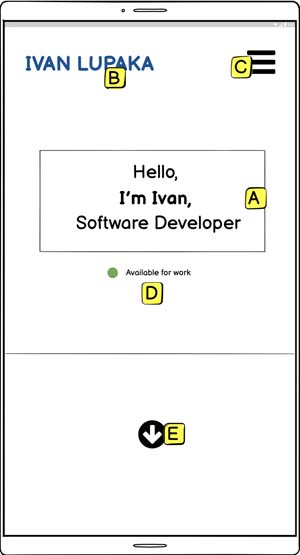 IVAN LUPAKA
B
C
Hello,
I'm Ivan,
A
Software Developer
Available for work
D
E